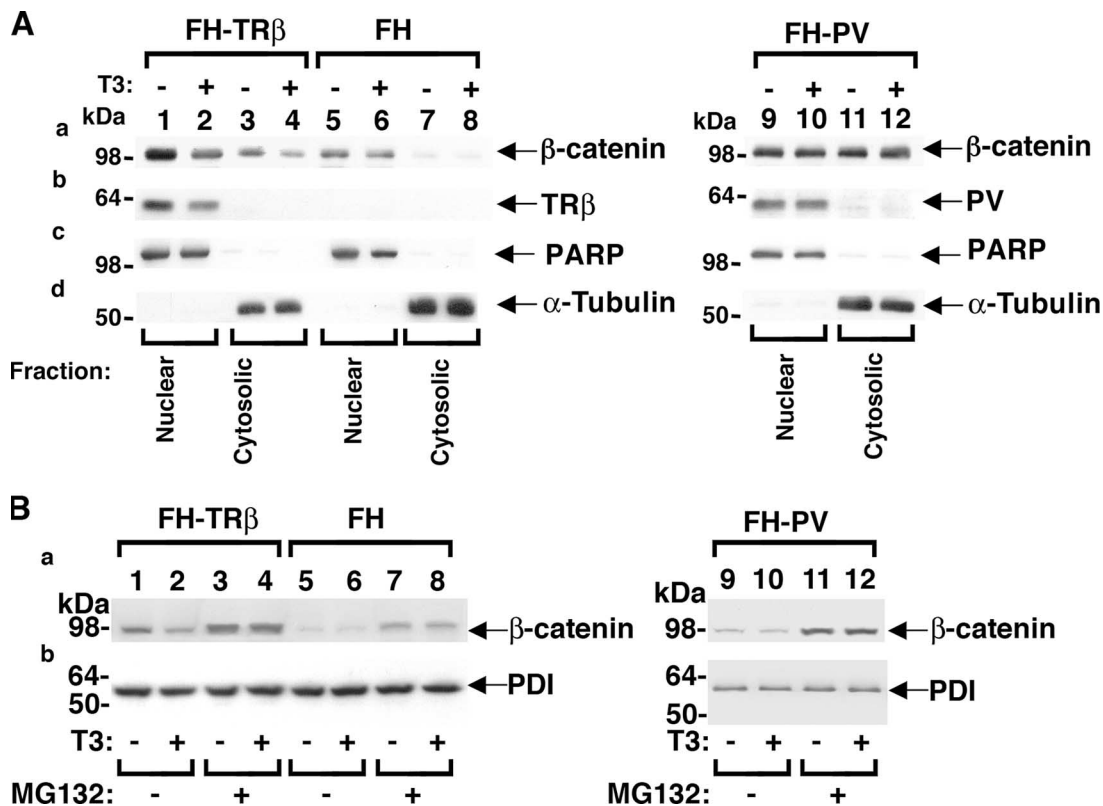 A
FH-TRβ FH FH-PV
T3: - + - + - + - + - + - +
kDa 1 2 3 4 5 6 7 8 kDa 9 10 11 12
a
98- β-catenin 98- β-catenin
b
64- TRβ 64- PV
c
98- PARP 98- PARP
d
50- α-Tubulin 50- α-Tubulin
Fraction: Nuclear Cytosolic Nuclear Cytosolic Nuclear Cytosolic
B
FH-TRβ FH FH-PV
a
1 2 3 4 5 6 7 8 9 10 11 12
kDa kDa
98- β-catenin 98- β-catenin
b
64- 64-
PDI PDI
50- 50-
T3: - + - + - + - + T3: - + - +
MG132: - + - + MG132: - +